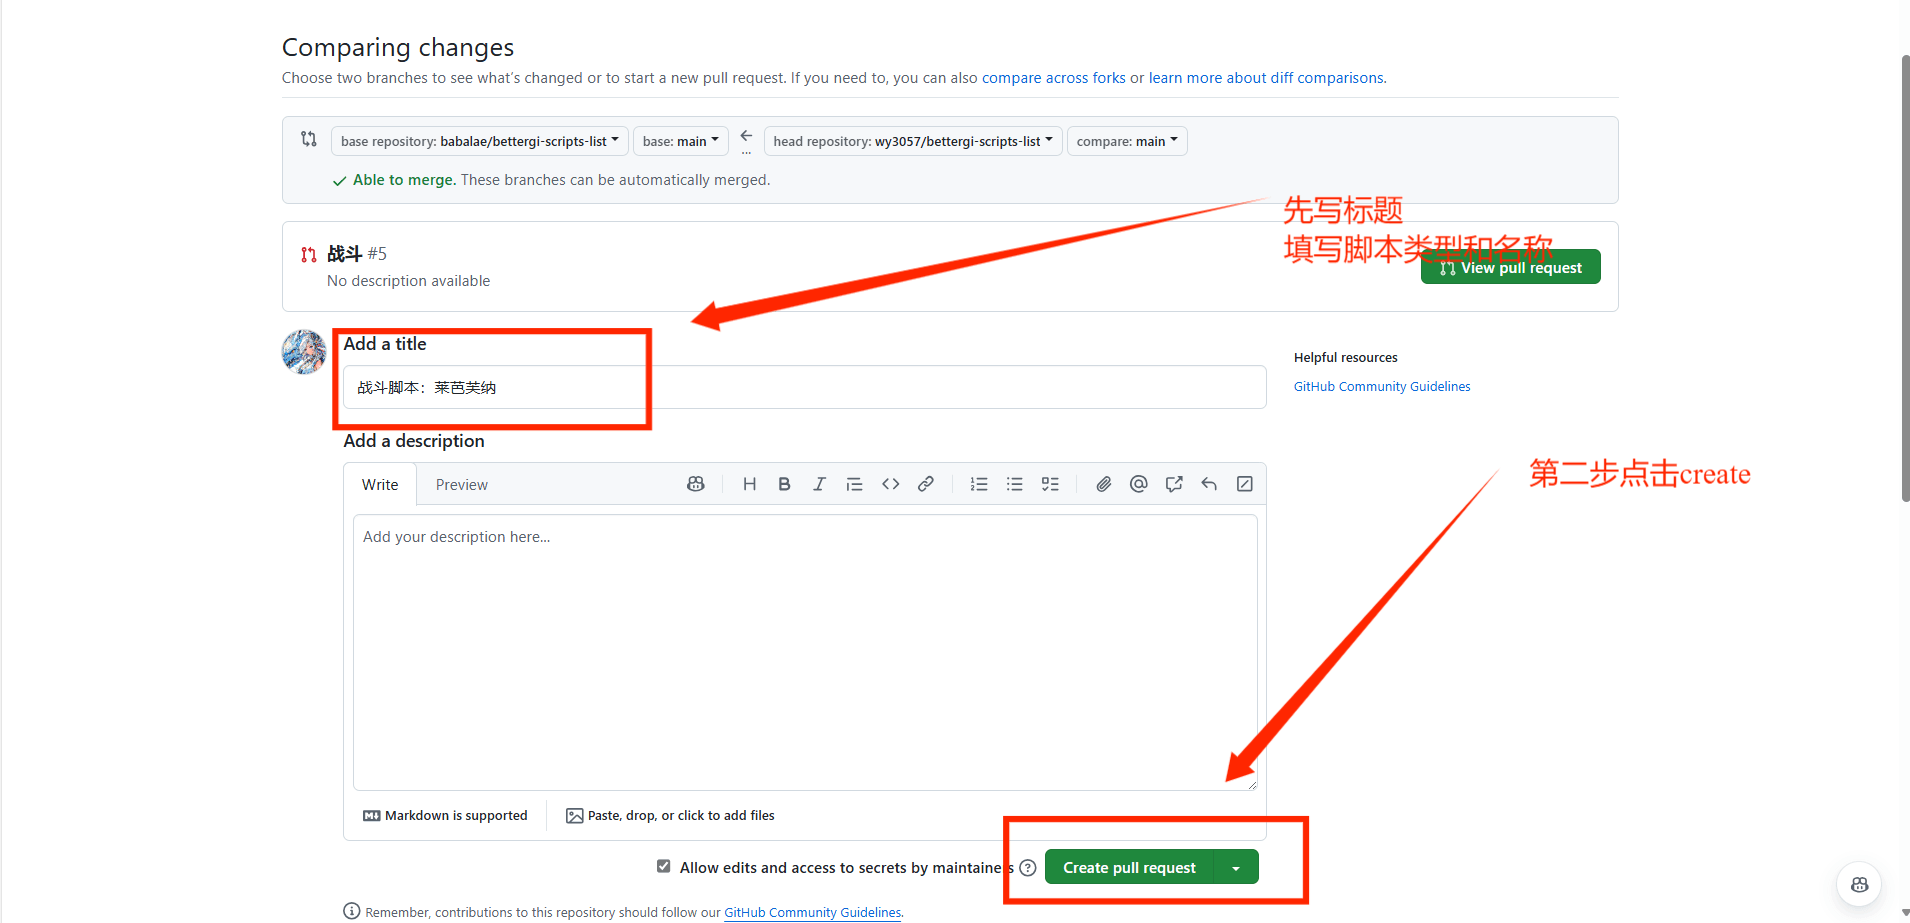 Comparing changes
Choose two branches to see what's changed or to start a new pull request. If you need to, you can also compare across forks or learn more about diff comparisons.
base repository: babalae/bettergi-scripts-list base: main ... head repository: wy3057/bettergi-scripts-list compare: main
Able to merge. These branches can be automatically merged.
先写标题
填写脚本类型和名称
战斗 #5
No description available
View pull request
Add a title
战斗脚本：莱芭芙纳
Helpful resources
GitHub Community Guidelines
Add a description
Write Preview
第二步点击create
Add your description here...
Markdown is supported
Paste, drop, or click to add files
Allow edits and access to secrets by maintainers
Create pull request
Remember, contributions to this repository should follow our GitHub Community Guidelines.